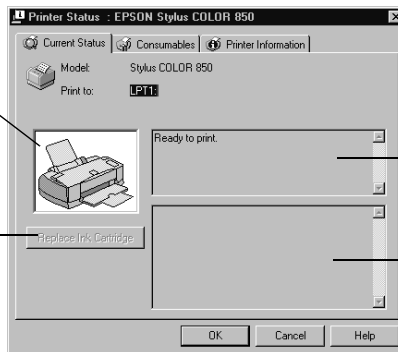 Printer Status : EPSON Stylus COLOR 850
Current Status Consumables Printer Information
Model: Stylus COLOR 850
Print to: LPT1:
Ready to print.
Replace Ink Cartridge
OK Cancel Help